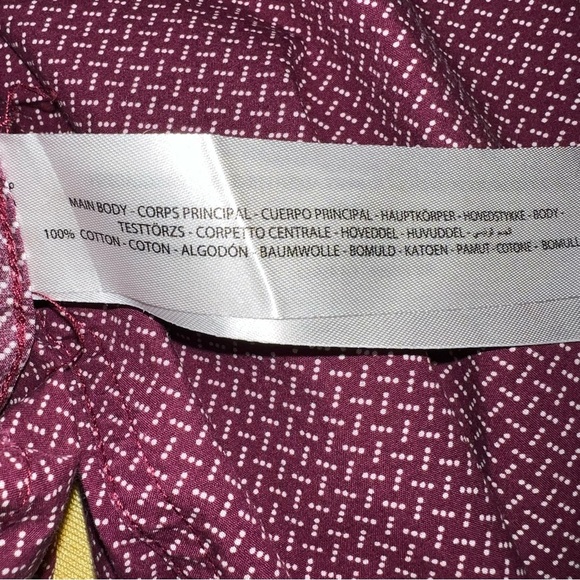 MAIN BODY - CORPS PRINCIPAL - CUERPO PRINCIPAL - HAUPTKÖRPER - HOVEDSTYKKE - BODY -
TESTTÖRZS - CORPETTO CENTRALE - HOVEDDEL - HUVUDDEL -
100% COTTON - COTON - ALGODÓN - BAUMWOLLE - BOMULD - KATOEN - PAMUT - COTONE - BOMULL